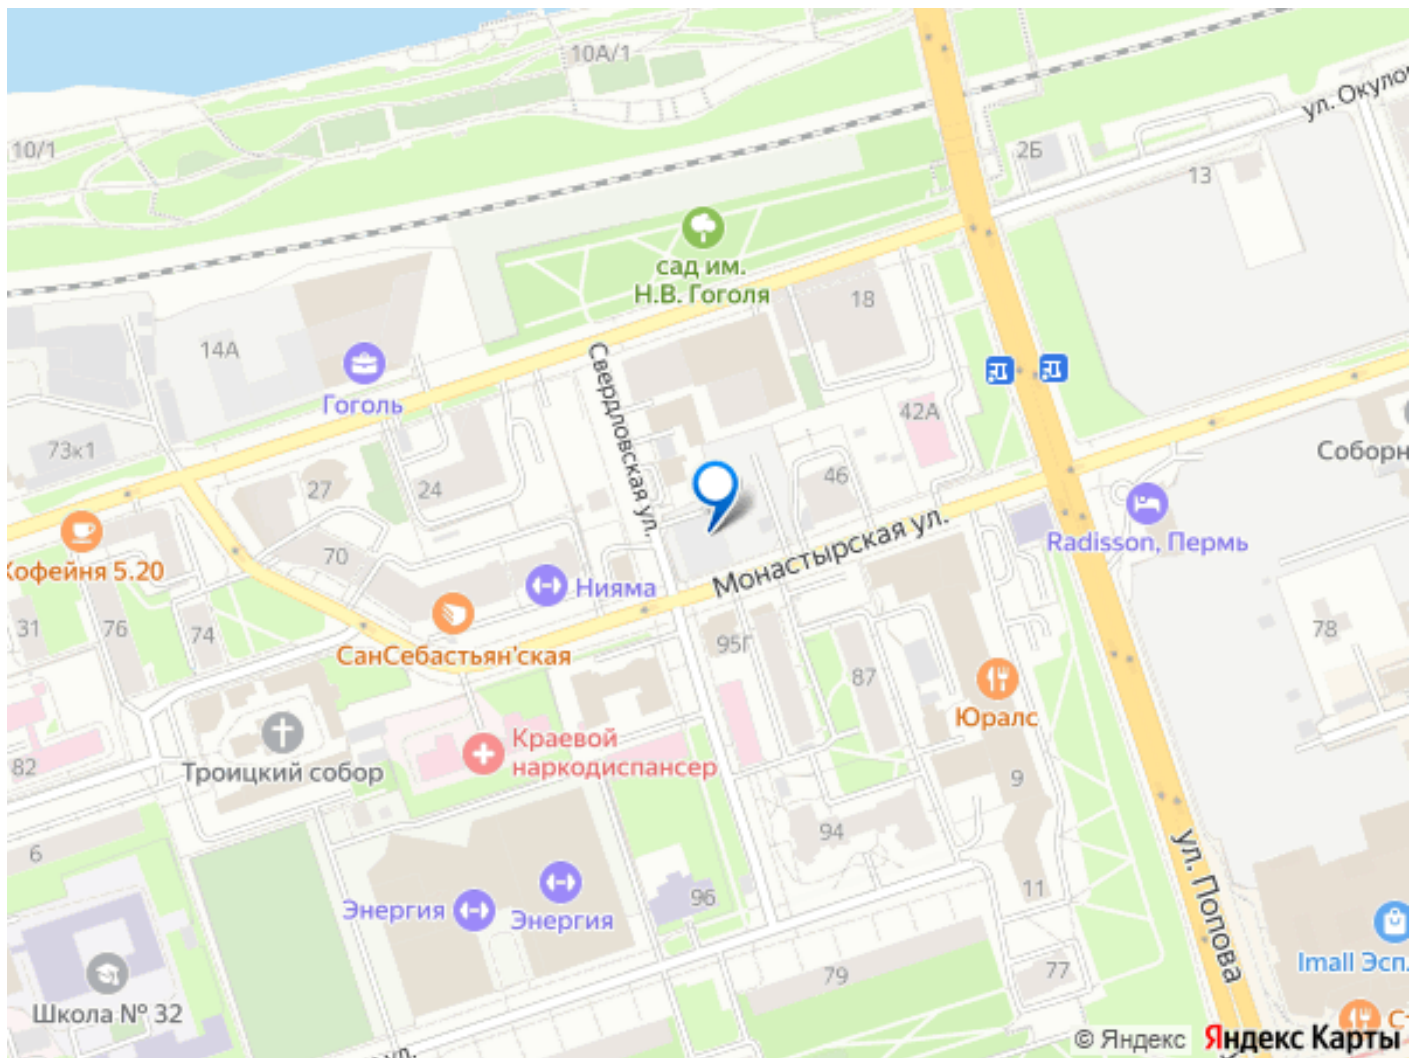 10А/1
10/1
2Б
ул. Окуло
13
сад им.
Н.В. Гоголя
18
14А
Гоголь
Свердловская ул.
42А
73к1
Соборн
27
24
46
Монастырская ул.
Radisson, Пермь
Кофейня 5.20
70
Нияма
31
76
74
СанСебастьян'ская
95Г
78
87
Юралс
Краевой
наркодиспансер
82
Троицкий собор
9
94
6
ул. Попова
11
96
Энергия
Энергия
Imall Эсп.
79
77
Школа № 32
ул.
С
© Яндекс Яндекс Карты